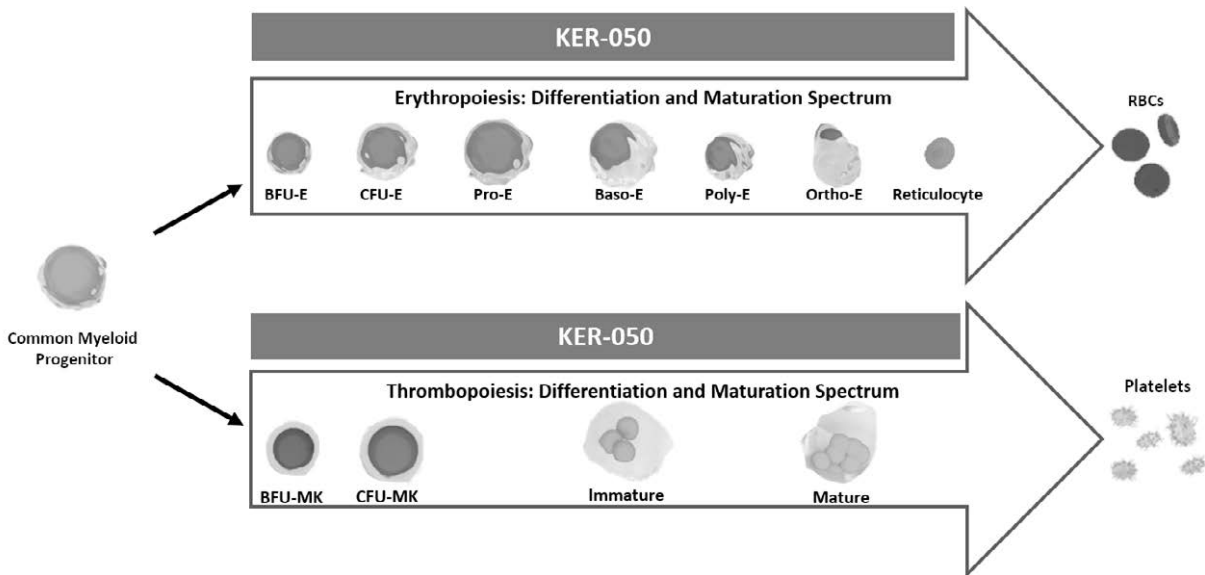 KER-050
Erythropoiesis: Differentiation and Maturation Spectrum
BFU-E
CFU-E
Pro-E
Baso-E
Poly-E
Ortho-E
Reticulocyte
RBCs
Common Myeloid
Progenitor
KER-050
Thrombopoiesis: Differentiation and Maturation Spectrum
BFU-MK
CFU-MK
Immature
Mature
Platelets